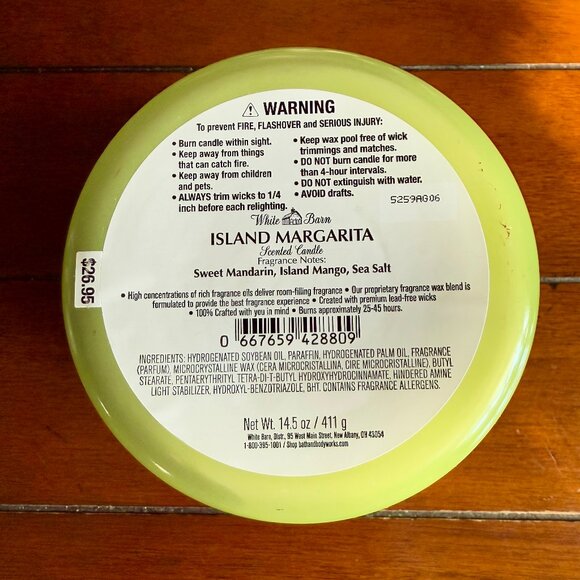 WARNING
To prevent FIRE, FLASHOVER and SERIOUS INJURY:
• Burn candle within sight.
• Keep away from things
that can catch fire.
• Keep away from children
and pets.
• ALWAYS trim wicks to 1/4
inch before each relighting.
• Keep wax pool free of wick
trimmings and matches.
• DO NOT burn candle for more
than 4-hour intervals.
• DO NOT extinguish with water.
• AVOID drafts.
5259AG06
White Barn
ISLAND MARGARITA
Scented Candle
Fragrance Notes:
Sweet Mandarin, Island Mango, Sea Salt
$26.95
• High concentrations of rich fragrance oils deliver room-filling fragrance • Our proprietary fragrance wax blend is
formulated to provide the best fragrance experience • Created with premium lead-free wicks
• 100% Crafted with you in mind • Burns approximately 25-45 hours.
0 667659 428809
INGREDIENTS: HYDROGENATED SOYBEAN OIL, PARAFFIN, HYDROGENATED PALM OIL, FRAGRANCE
(PARFUM), MICROCRYSTALLINE WAX (CERA MICROCRISTALLINA, CIRE MICROCRISTALLINE), BUTYL
STEARATE, PENTAERYTHRITYL TETRA-DI-T-BUTYL HYDROXYHYDROCINNAMATE, HINDERED AMINE
LIGHT STABILIZER, HYDROXYL-BENZOTRIAZOLE, BHT. CONTAINS FRAGRANCE ALLERGENS.
Net Wt. 14.5 oz / 411 g
White Barn, Distr., 95 West Main Street, New Albany, OH 43054
1-800-395-1001 / Shop bathandbodyworks.com